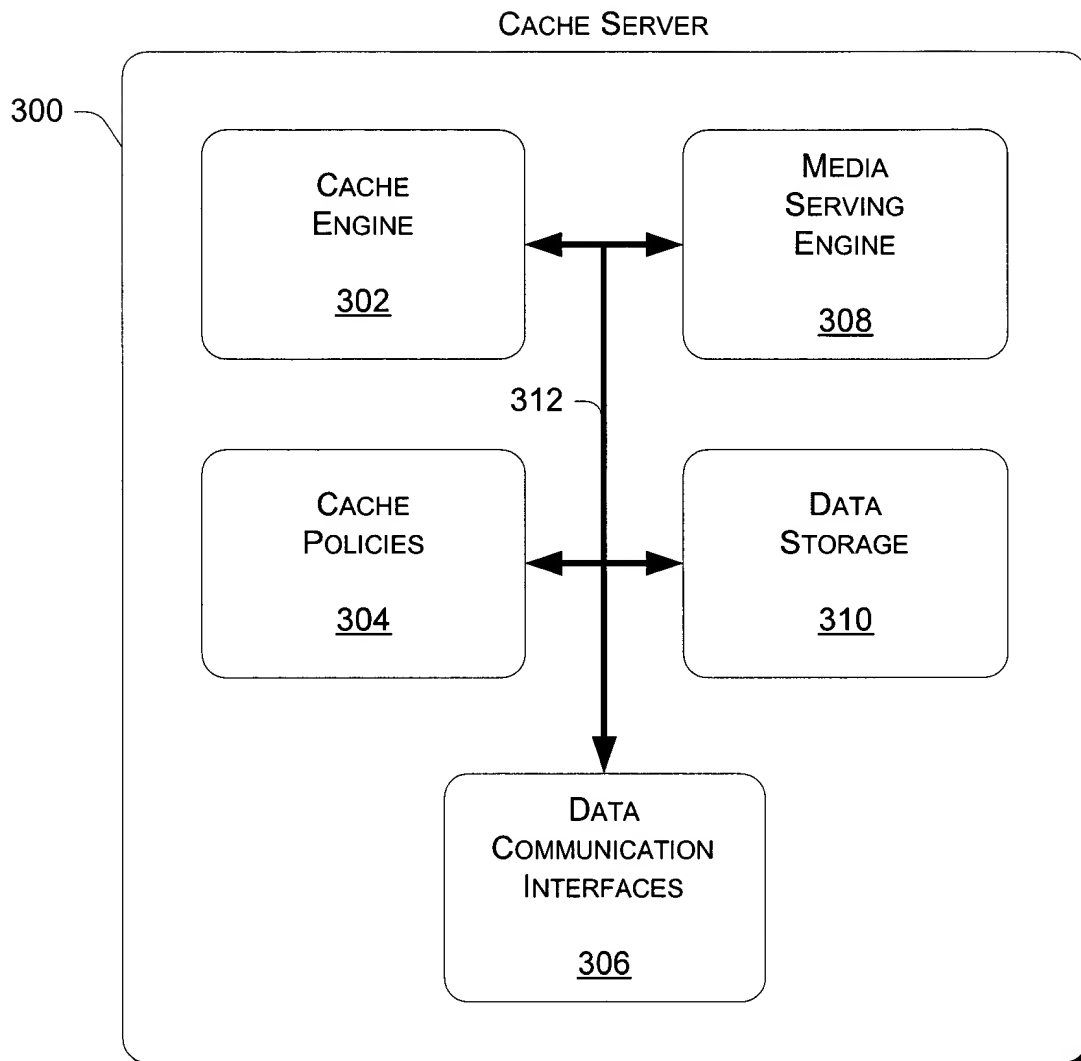 CACHE SERVER
300
CACHE
ENGINE
302
MEDIA
SERVING
ENGINE
308
312
CACHE
POLICIES
304
DATA
STORAGE
310
DATA
COMMUNICATION
INTERFACES
306